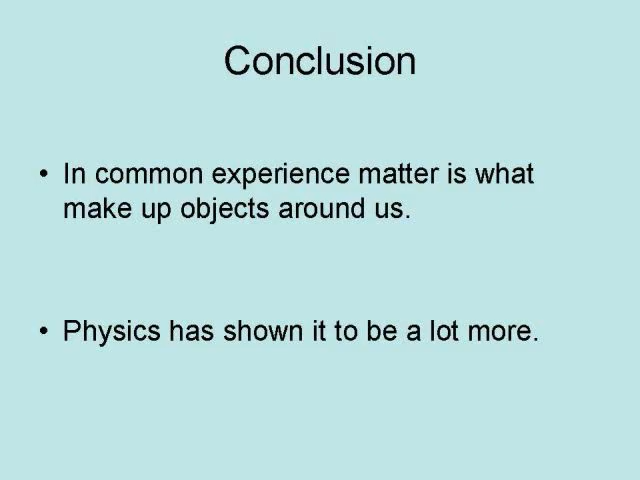 Conclusion
• In common experience matter is what
make up objects around us.
• Physics has shown it to be a lot more.